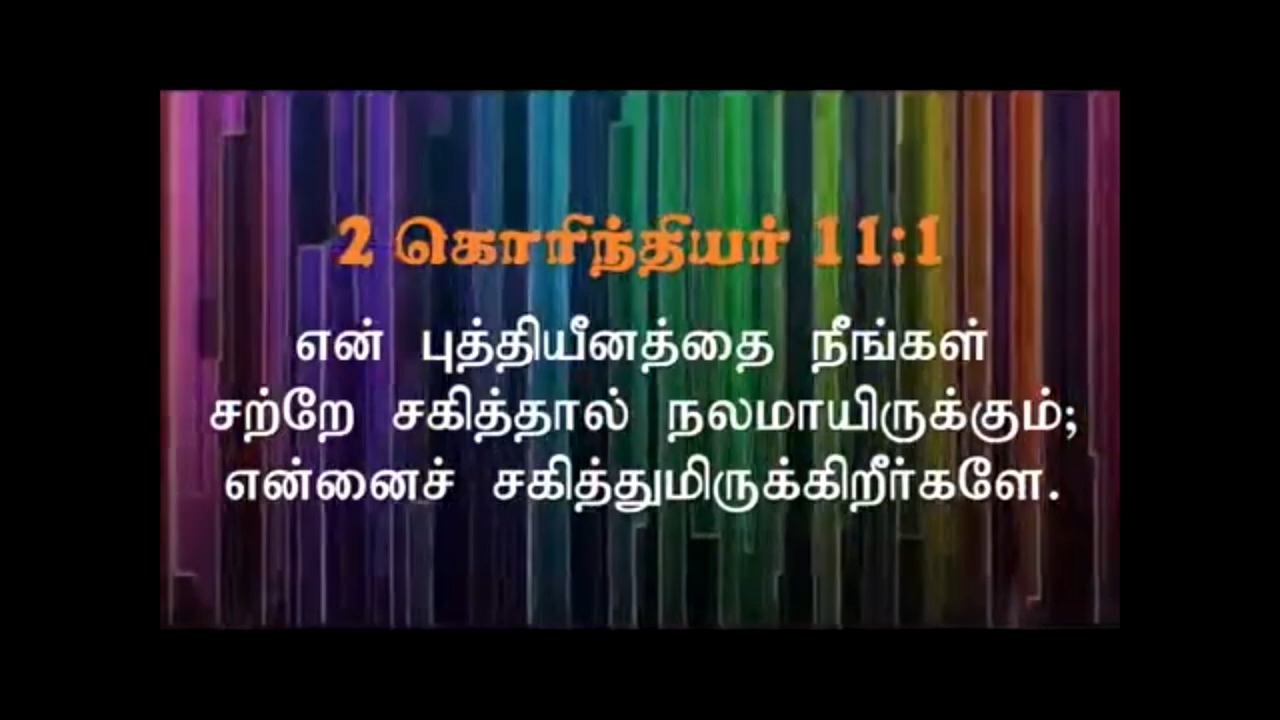 2 கொரிந்தியர் 11:1
என் புத்தியீனத்தை நீங்கள்
சற்றே சகித்தால் நலமாயிருக்கும்;
என்னைச் சகித்துமிருக்கிறீர்களே.